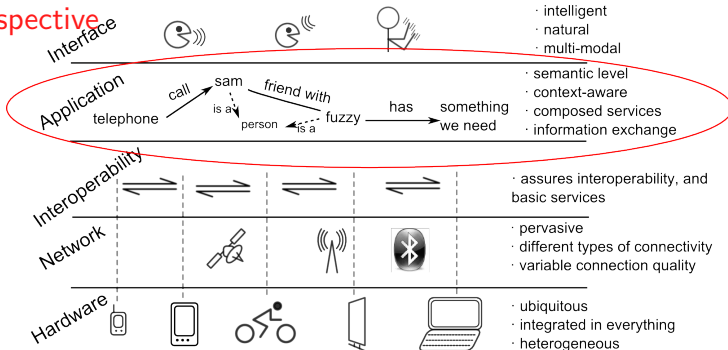 spective
Interface
· intelligent
· natural
· multi-modal
Application
telephone
call
sam
is a
person
friend with
is a
fuzzy
has
something
we need
· semantic level
· context-aware
· composed services
· information exchange
Interoperability
· assures interoperability, and
basic services
Network
· pervasive
· different types of connectivity
· variable connection quality
Hardware
· ubiquitous
· integrated in everything
· heterogeneous